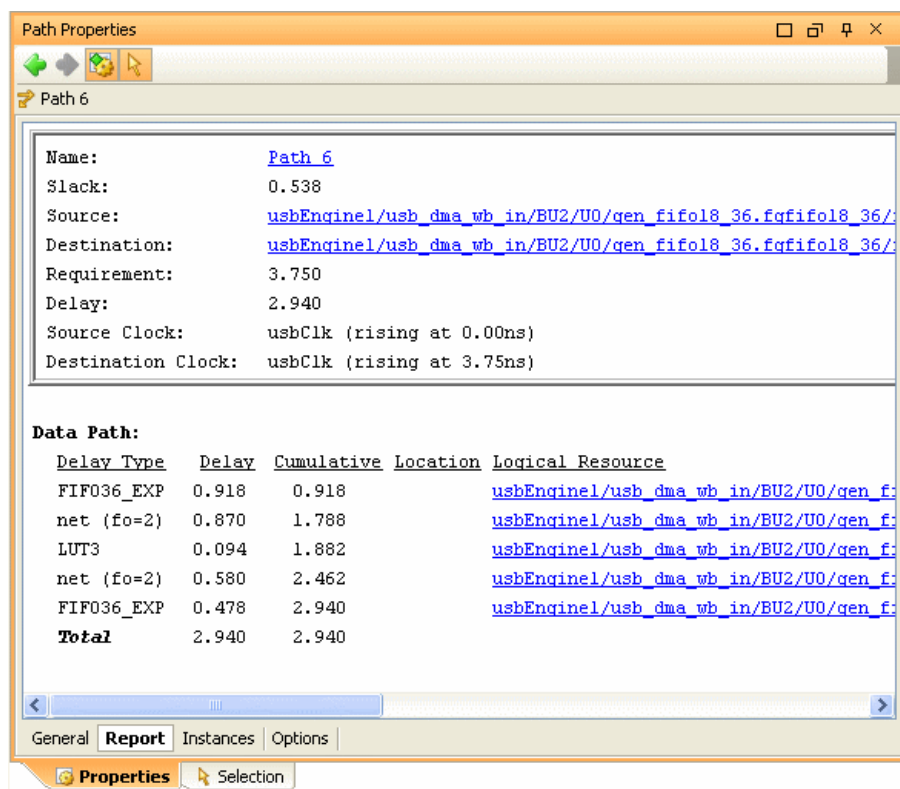 Path Properties
Path 6
Name: Path 6
Slack: 0.538
Source: usbEngine1/usb_dma_wb_in/BU2/U0/gen_fifo18_36.fgfifo18_36/
Destination: usbEngine1/usb_dma_wb_in/BU2/U0/gen_fifo18_36.fgfifo18_36/
Requirement: 3.750
Delay: 2.940
Source Clock: usbClk (rising at 0.00ns)
Destination Clock: usbClk (rising at 3.75ns)
Data Path:
Delay Type Delay Cumulative Location Logical Resource
FIFO36_EXP 0.918 0.918 usbEngine1/usb_dma_wb_in/BU2/U0/gen_f
net (fo=2) 0.870 1.788 usbEngine1/usb_dma_wb_in/BU2/U0/gen_f
LUT3 0.094 1.882 usbEngine1/usb_dma_wb_in/BU2/U0/gen_f
net (fo=2) 0.580 2.462 usbEngine1/usb_dma_wb_in/BU2/U0/gen_f
FIFO36_EXP 0.478 2.940 usbEngine1/usb_dma_wb_in/BU2/U0/gen_f
Total 2.940 2.940
General Report Instances Options
Properties Selection